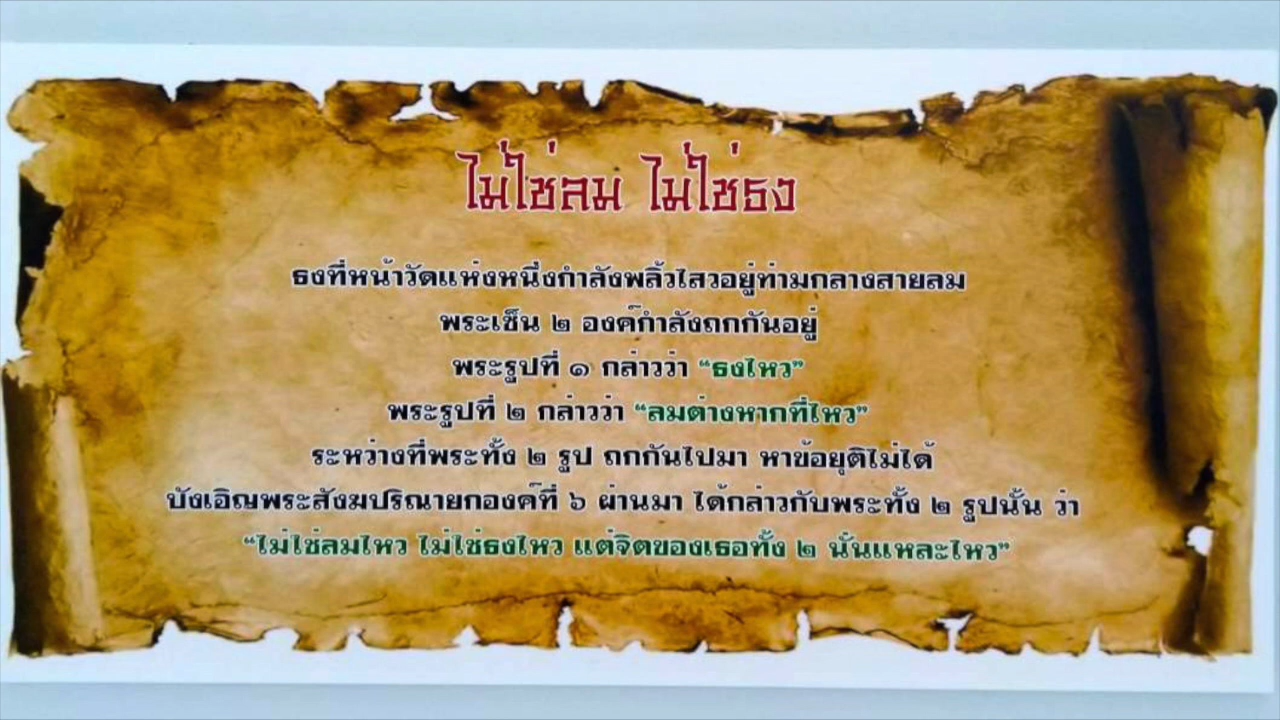 ไม่ใช่ลม ไม่ใช่ธง
ธงที่หน้าวัดแห่งหนึ่งกำลังพลิ้วไสวอยู่ท่ามกลางสายลม
พระเซ็น ๒ องค์กำลังถกกันอยู่
พระรูปที่ ๑ กล่าวว่า “ธงไหว”
พระรูปที่ ๒ กล่าวว่า “ลมต่างหากที่ไหว”
ระหว่างที่พระทั้ง ๒ รูป ถกกันไปมา หาข้อยุติไม่ได้
บังเอิญพระสังฆปริณายกองค์ที่ ๖ ผ่านมา ได้กล่าวกับพระทั้ง ๒ รูปนั้น ว่า
“ไม่ใช่ลมไหว ไม่ใช่ธงไหว แต่จิตของเธอทั้ง ๒ นั่นแหละไหว”